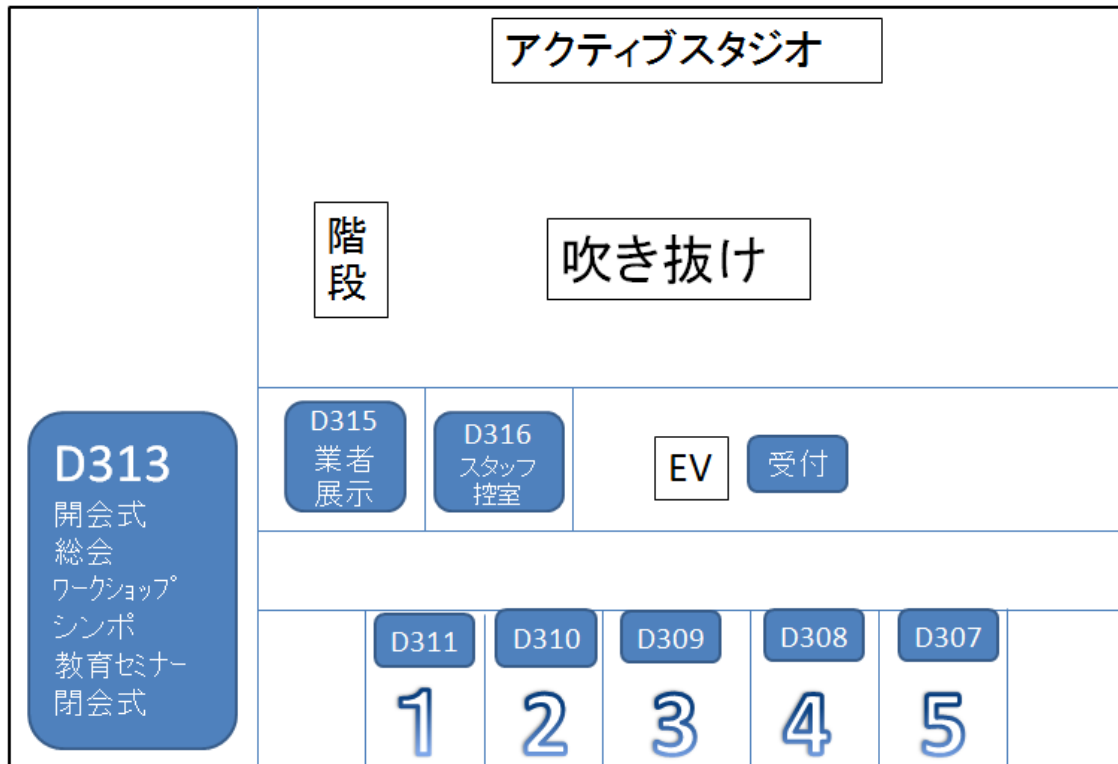 アクティブスタジオ
階
段
吹き抜け
D313
開会式
総会
ワークショップ
シンポ
教育セミナー
閉会式
D315
業者
展示
D316
スタッフ
控室
EV
受付
D311
1
D310
2
D309
3
D308
4
D307
5